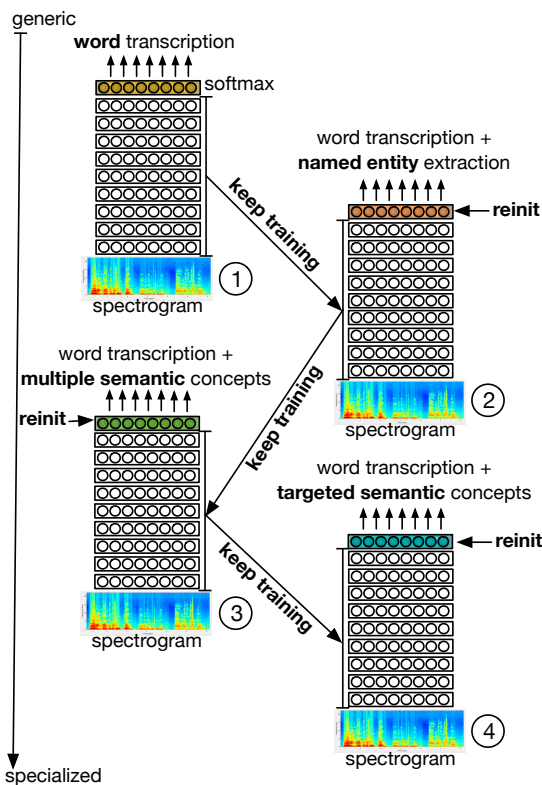 generic
word transcription
softmax
keep training
1
spectrogram
word transcription +
named entity extraction
reinit
keep training
2
spectrogram
word transcription +
multiple semantic concepts
reinit
keep training
3
spectrogram
word transcription +
targeted semantic concepts
reinit
4
spectrogram
specialized